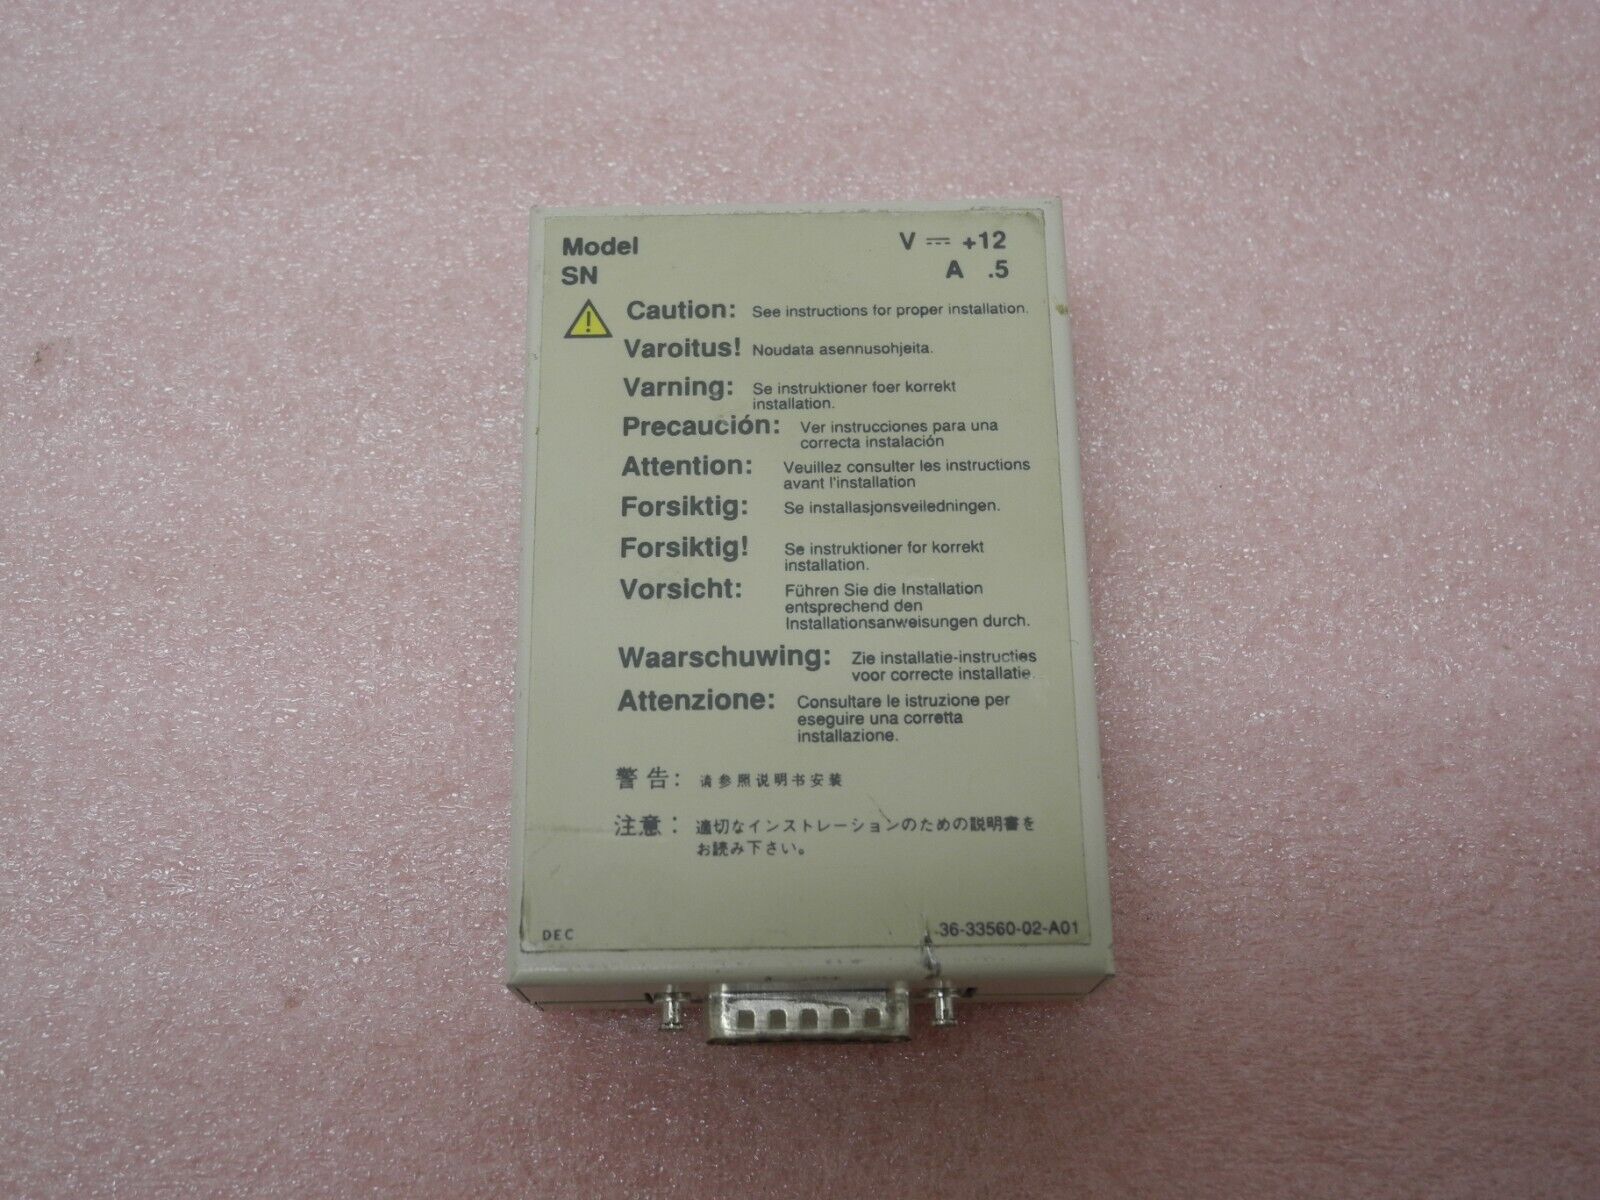 Model
V ⎓ +12
SN
A .5
Caution: See instructions for proper installation.
Varoitus! Noudata asennusohjeita.
Varning: Se instruktioner foer korrekt
installation.
Precaución: Ver instrucciones para una
correcta instalación
Attention: Veuillez consulter les instructions
avant l'installation
Forsiktig: Se installasjonsveiledningen.
Forsiktig! Se instruktioner for korrekt
installation.
Vorsicht: Führen Sie die Installation
entsprechend den
Installationsanweisungen durch.
Waarschuwing: Zie installatie-instructies
voor correcte installatie.
Attenzione: Consultare le istruzione per
eseguire una corretta
installazione.
警告: 请参照说明书安装
注意: 適切なインストレーションのための説明書を
お読み下さい。
DEC
36-33560-02-A01